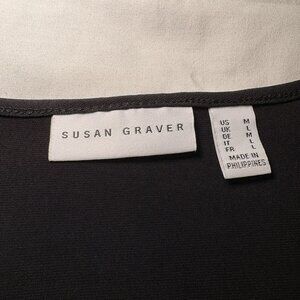 SUSAN GRAVER
US M
UK L
DE L
IT L
FR L
MADE IN
PHILIPPINES